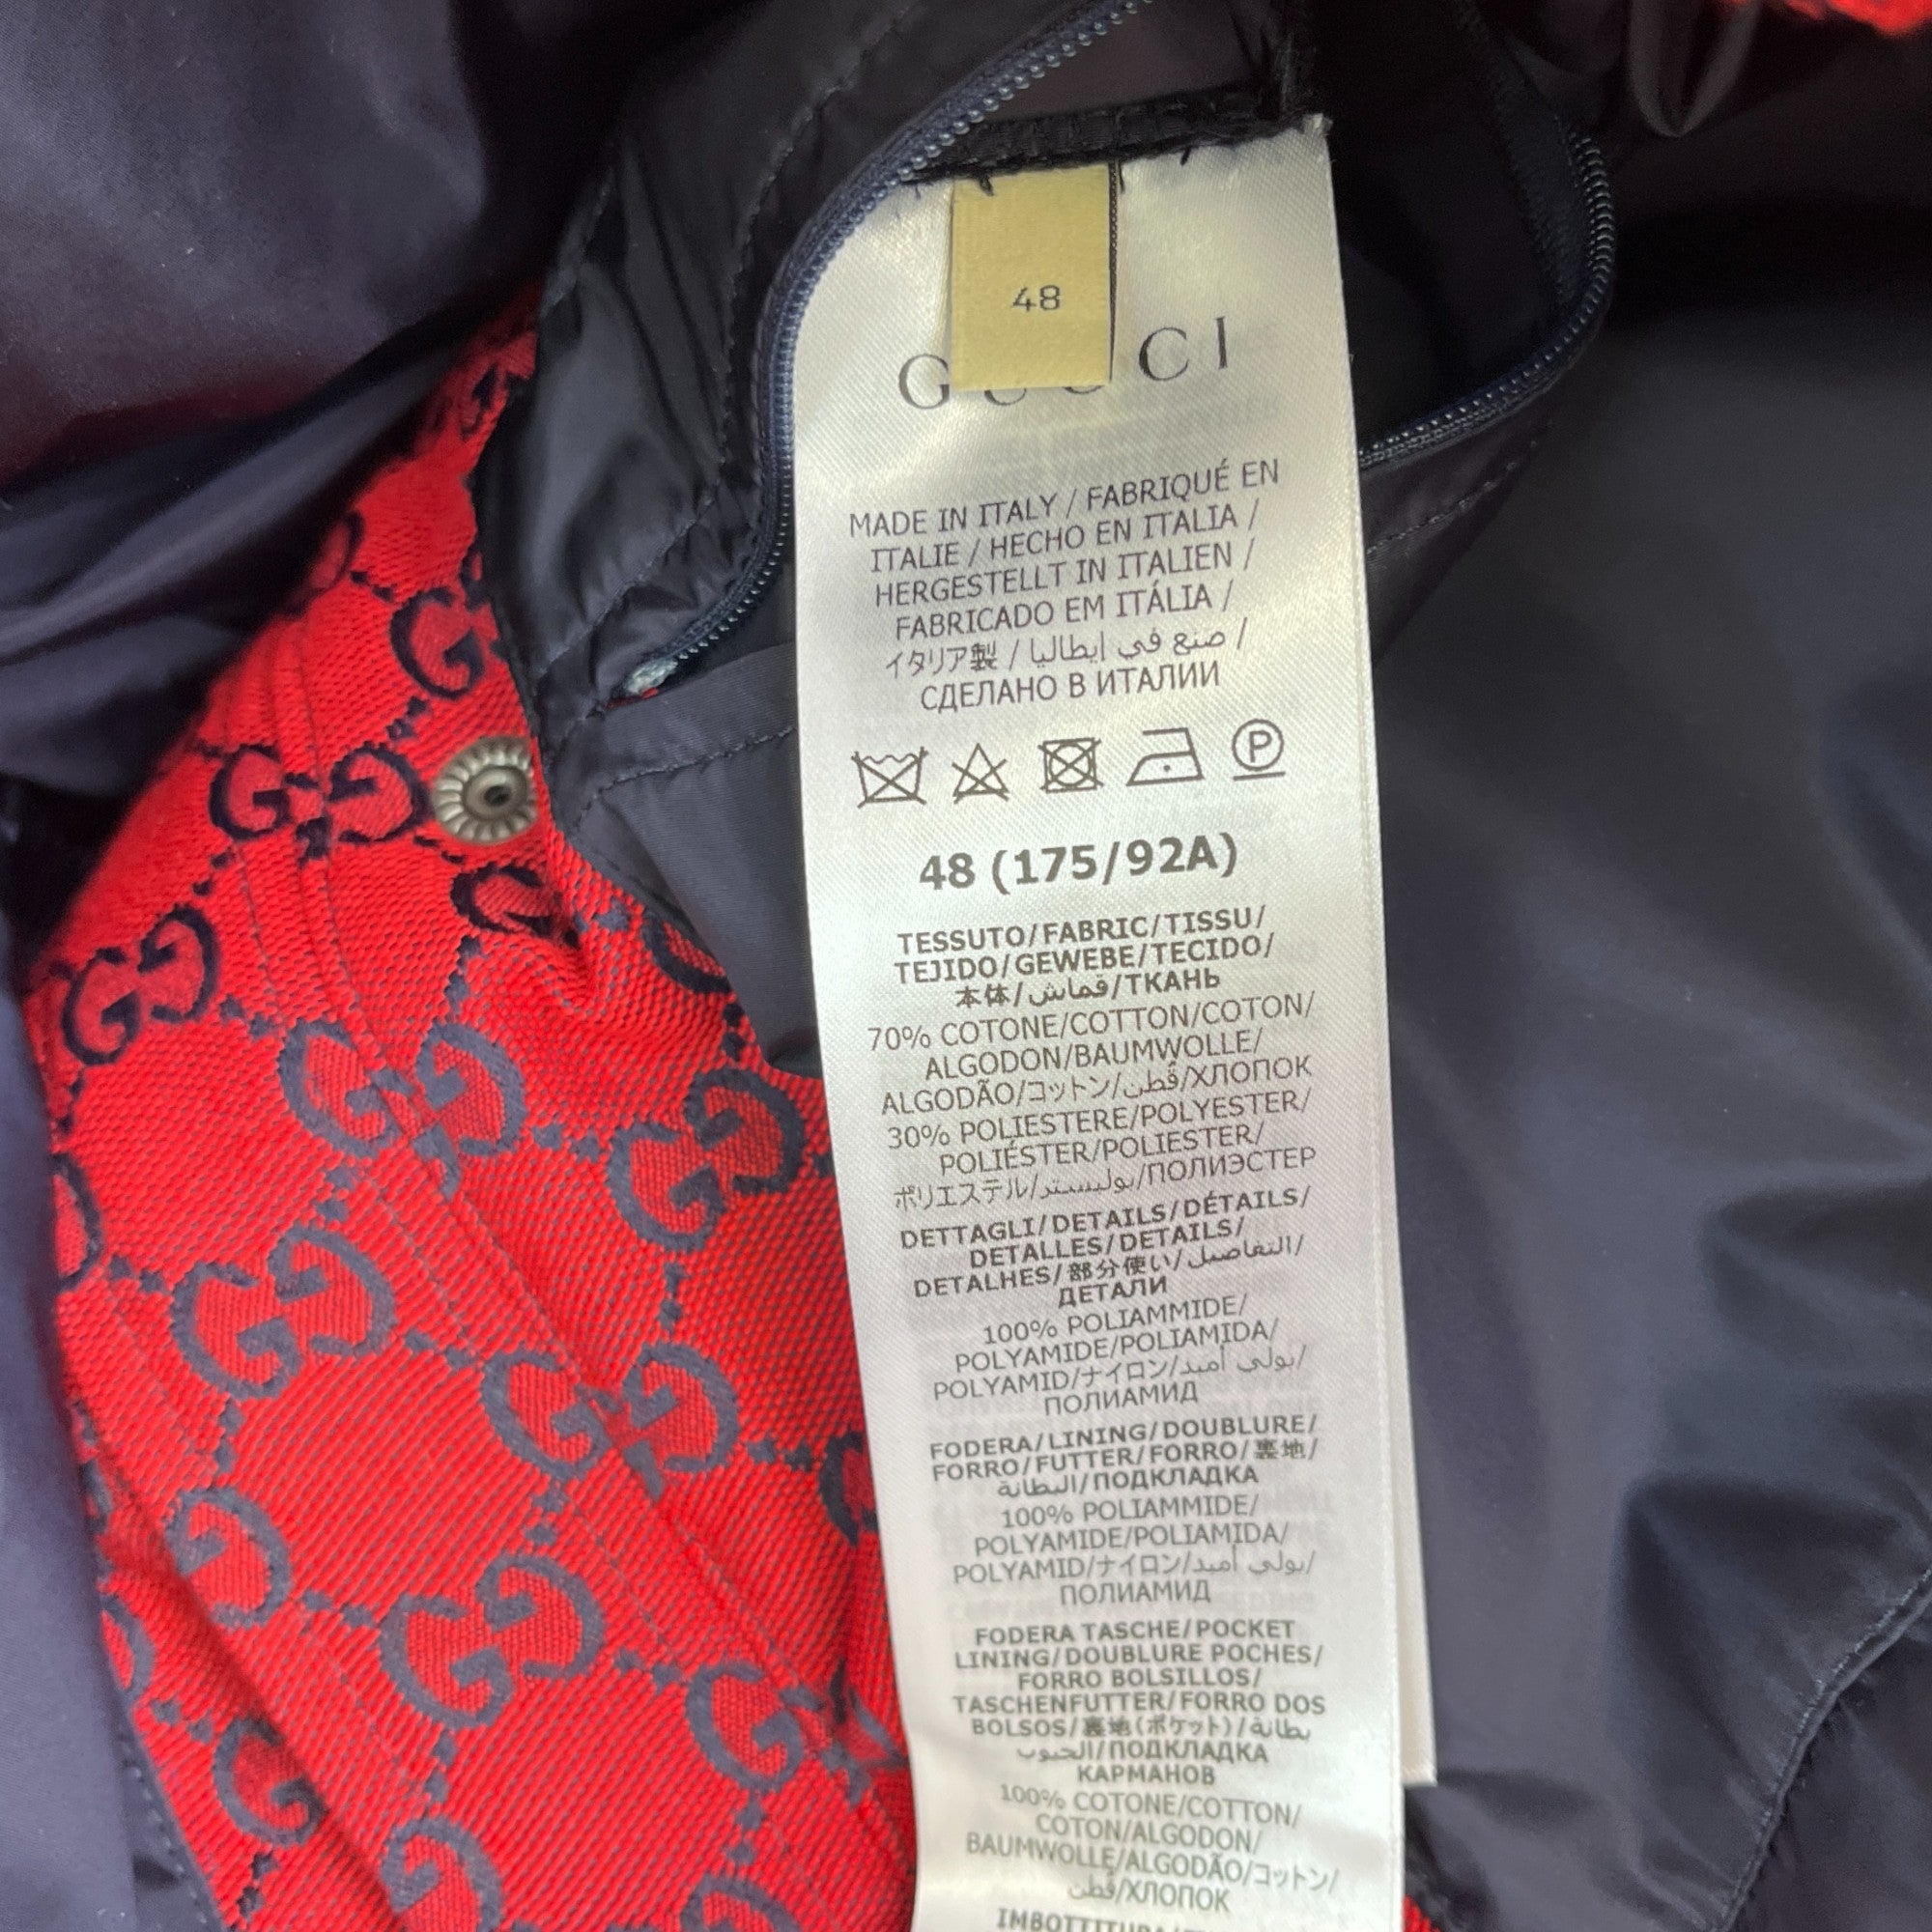 48
GUCCI
MADE IN ITALY / FABRIQUÉ EN
ITALIE / HECHO EN ITALIA /
HERGESTELLT IN ITALIEN /
FABRICADO EM ITÁLIA /
イタリア製 / صنع في إيطاليا /
СДЕЛАНО В ИТАЛИИ
P
48 (175/92A)
TESSUTO/FABRIC/TISSU/
TEJIDO/GEWEBE/TECIDO/
本体/قماش/ТКАНЬ
70% COTONE/COTTON/COTON/
ALGODON/BAUMWOLLE/
ALGODÃO/コットン/قطن/ХЛОПОК
30% POLIESTERE/POLYESTER/
POLIÉSTER/POLIESTER/
ポリエステル/بوليستر/ПОЛИЭСТЕР
DETTAGLI/DETAILS/DÉTAILS/
DETALLES/DETAILS/
DETALHES/部分使い/التفاصيل/
ДЕТАЛИ
100% POLIAMMIDE/
POLYAMIDE/POLIAMIDA/
POLYAMID/ナイロン/بولي أميد/
ПОЛИАМИД
FODERA/LINING/DOUBLURE/
FORRO/FUTTER/FORRO/裏地/
البطانة/ПОДКЛАДКА
100% POLIAMMIDE/
POLYAMIDE/POLIAMIDA/
POLYAMID/ナイロン/بولي أميد/
ПОЛИАМИД
FODERA TASCHE/POCKET
LINING/DOUBLURE POCHES/
FORRO BOLSILLOS/
TASCHENFUTTER/FORRO DOS
BOLSOS/裏地(ポケット)/بطانة
الجيوب/ПОДКЛАДКА
КАРМАНОВ
100% COTONE/COTTON/
COTON/ALGODON/
BAUMWOLLE/ALGODÃO/コットン/
قطن/ХЛОПОК
IMBOTTITURA/